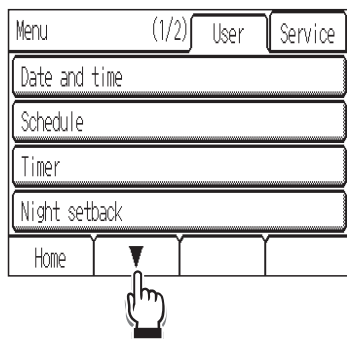 Menu (1/2) User Service
Date and time
Schedule
Timer
Night setback
Home ▼